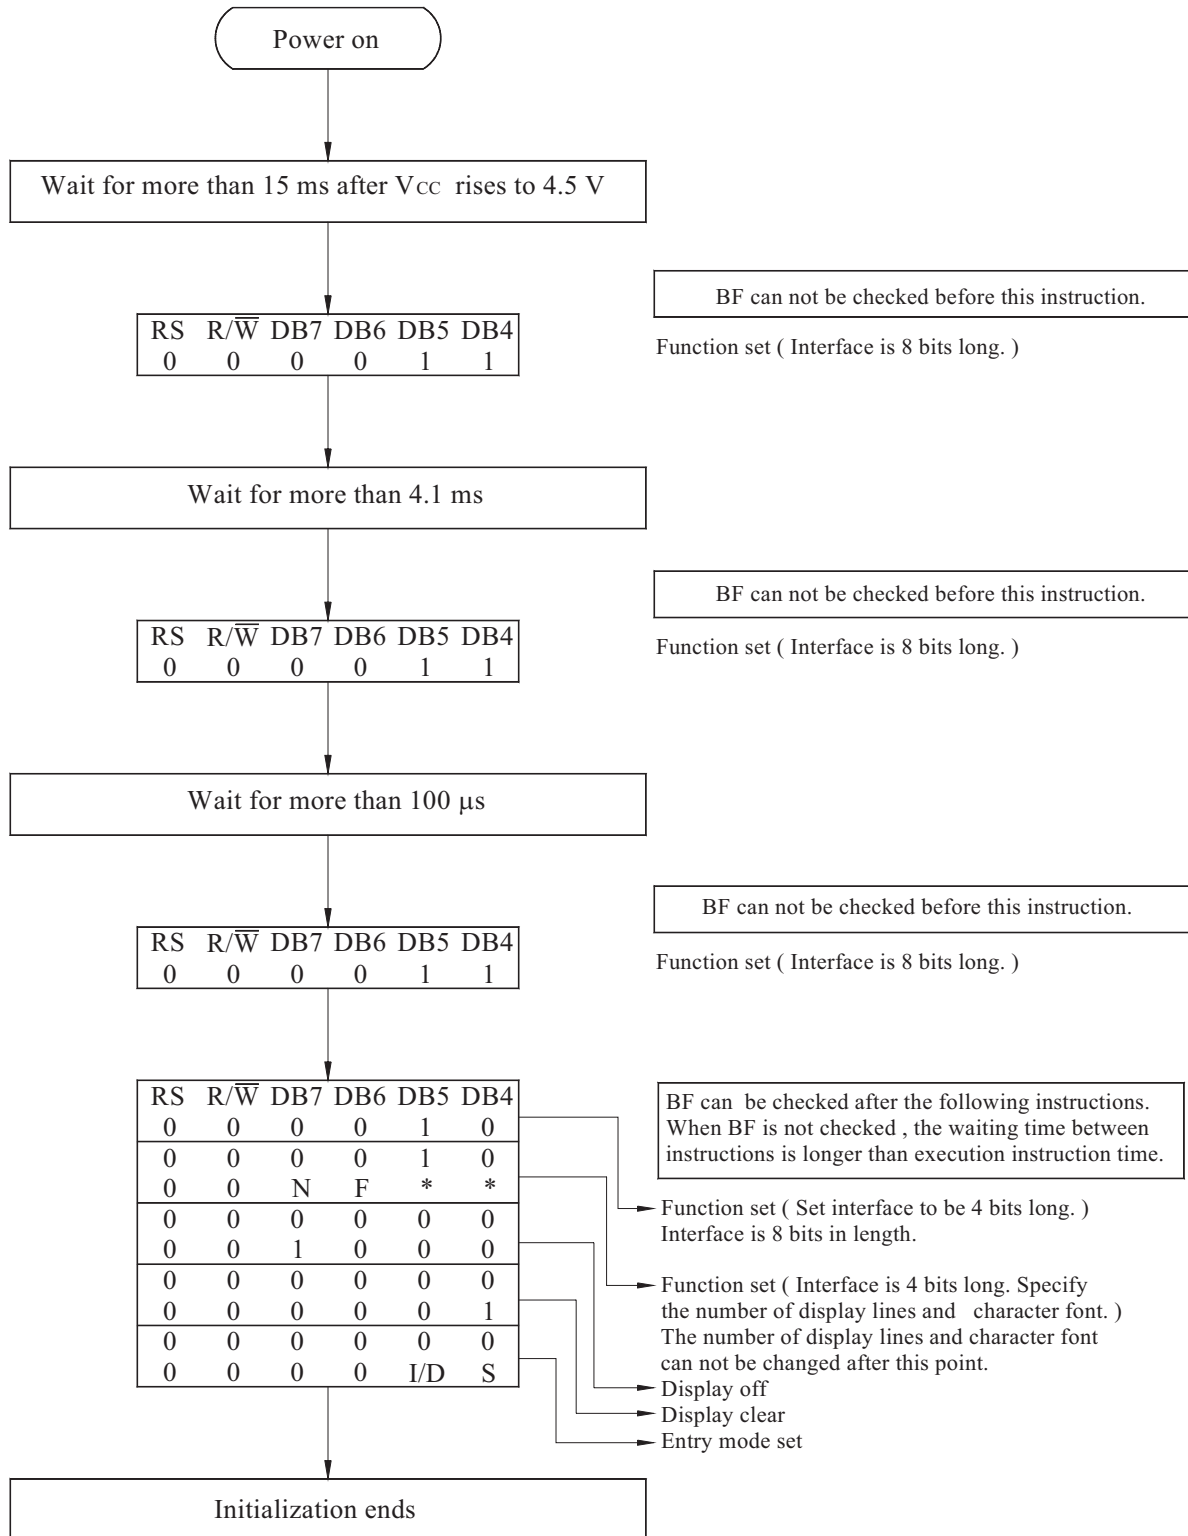 Power on
Wait for more than 15 ms after Vcc rises to 4.5 V
BF can not be checked before this instruction.
RS R/W̅ DB7 DB6 DB5 DB4
0 0 0 0 1 1
Function set ( Interface is 8 bits long. )
Wait for more than 4.1 ms
BF can not be checked before this instruction.
RS R/W̅ DB7 DB6 DB5 DB4
0 0 0 0 1 1
Function set ( Interface is 8 bits long. )
Wait for more than 100 μs
BF can not be checked before this instruction.
RS R/W̅ DB7 DB6 DB5 DB4
0 0 0 0 1 1
Function set ( Interface is 8 bits long. )
RS R/W̅ DB7 DB6 DB5 DB4
0 0 0 0 1 0
0 0 0 0 1 0
0 0 N F * *
0 0 0 0 0 0
0 0 1 0 0 0
0 0 0 0 0 0
0 0 0 0 0 1
0 0 0 0 0 0
0 0 0 0 I/D S
BF can be checked after the following instructions.
When BF is not checked , the waiting time between
instructions is longer than execution instruction time.
Function set ( Set interface to be 4 bits long. )
Interface is 8 bits in length.
Function set ( Interface is 4 bits long. Specify
the number of display lines and character font. )
The number of display lines and character font
can not be changed after this point.
Display off
Display clear
Entry mode set
Initialization ends